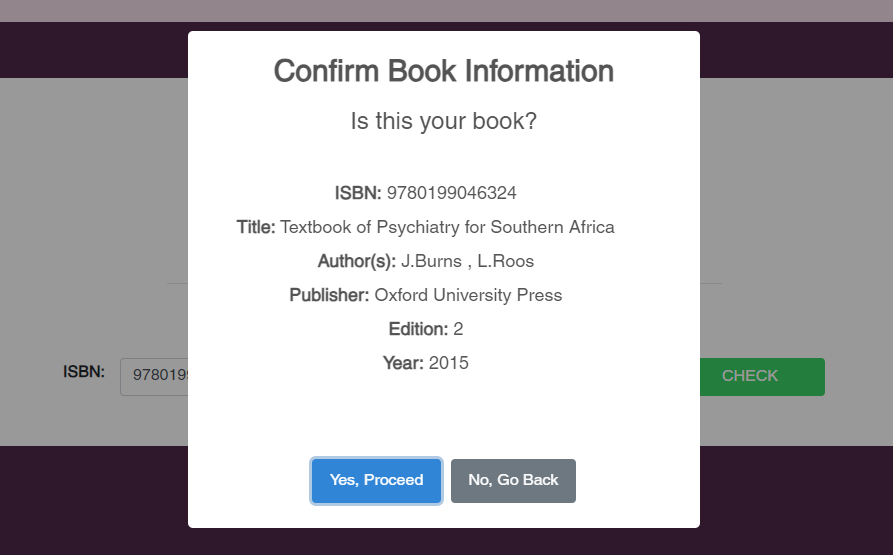 Confirm Book Information
Is this your book?
ISBN: 9780199046324
Title: Textbook of Psychiatry for Southern Africa
Author(s): J.Burns , L.Roos
Publisher: Oxford University Press
Edition: 2
Year: 2015
ISBN: 978019 CHECK
Yes, Proceed No, Go Back